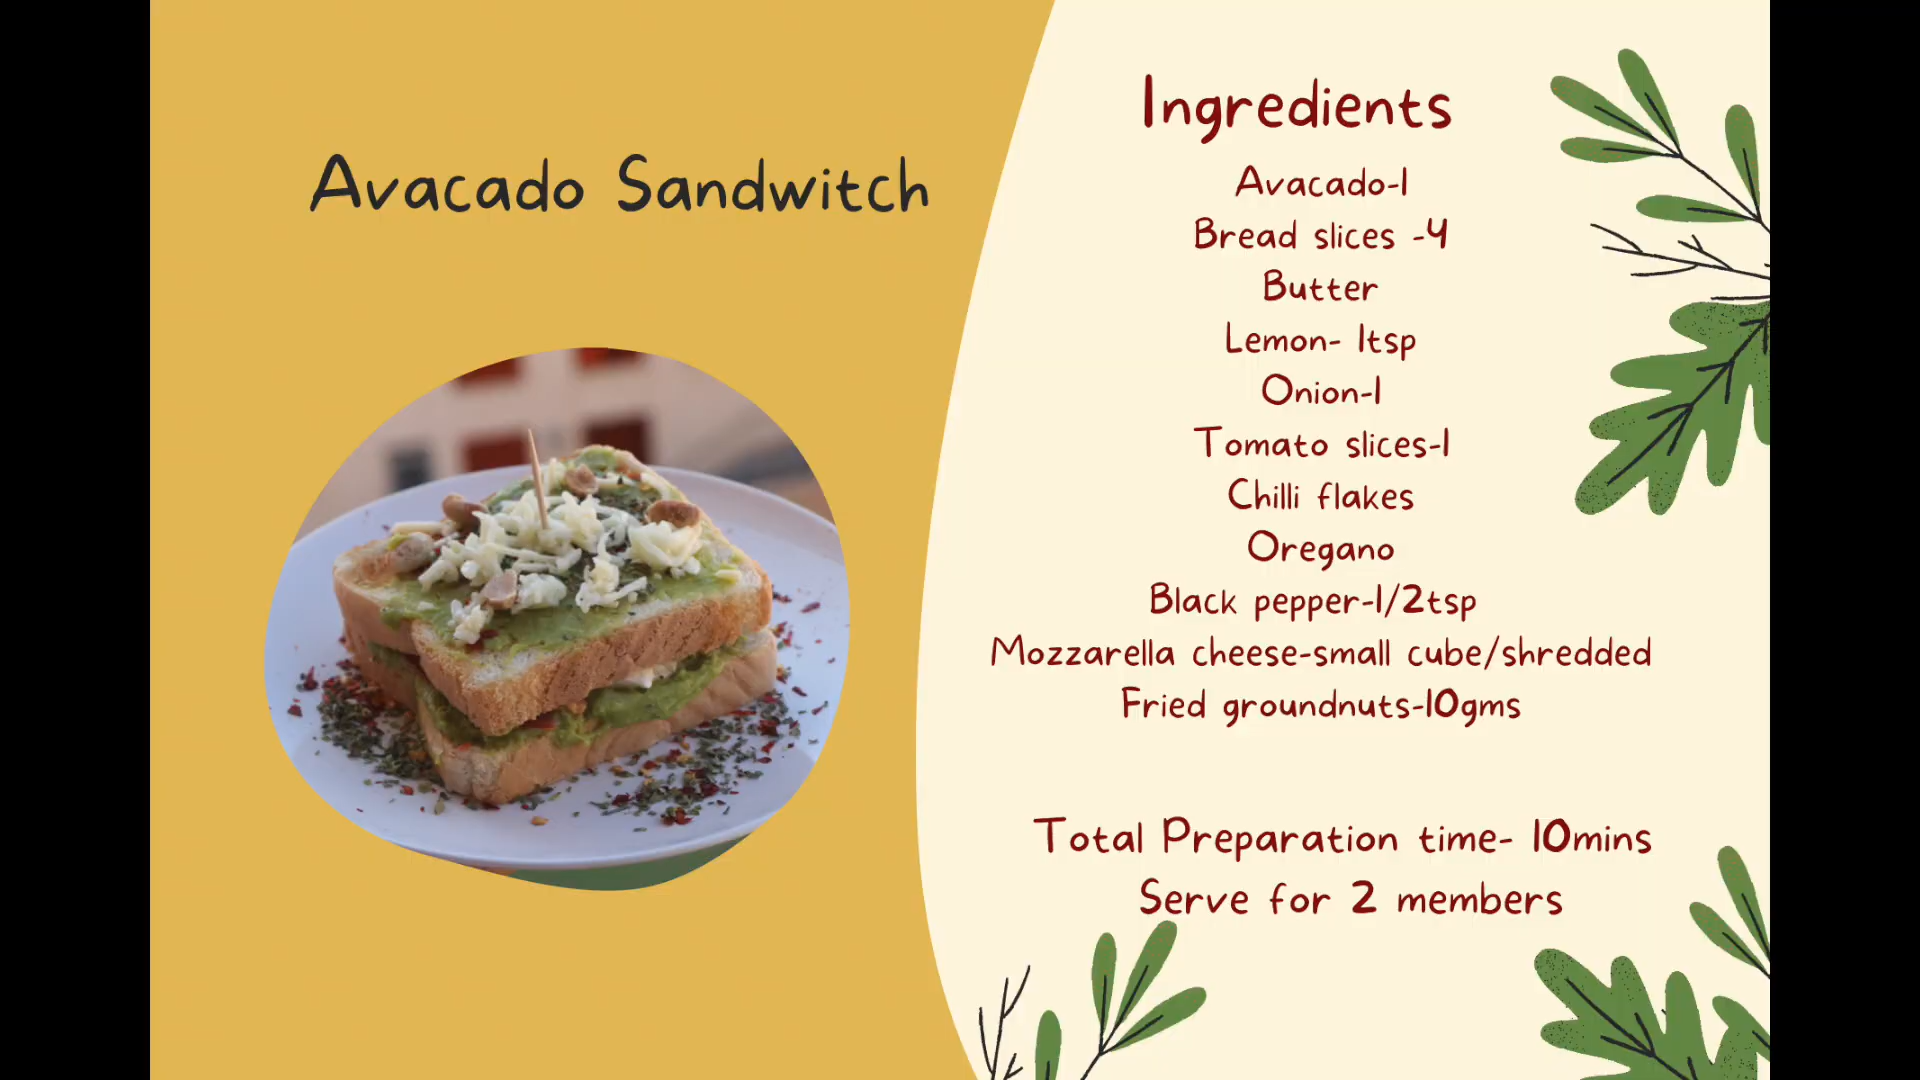 Avacado Sandwitch
Ingredients
Avacado-1
Bread slices -4
Butter
Lemon- 1tsp
Onion-1
Tomato slices-1
Chilli flakes
Oregano
Black pepper-1/2tsp
Mozzarella cheese-small cube/shredded
Fried groundnuts-10gms
Total Preparation time- 10mins
Serve for 2 members